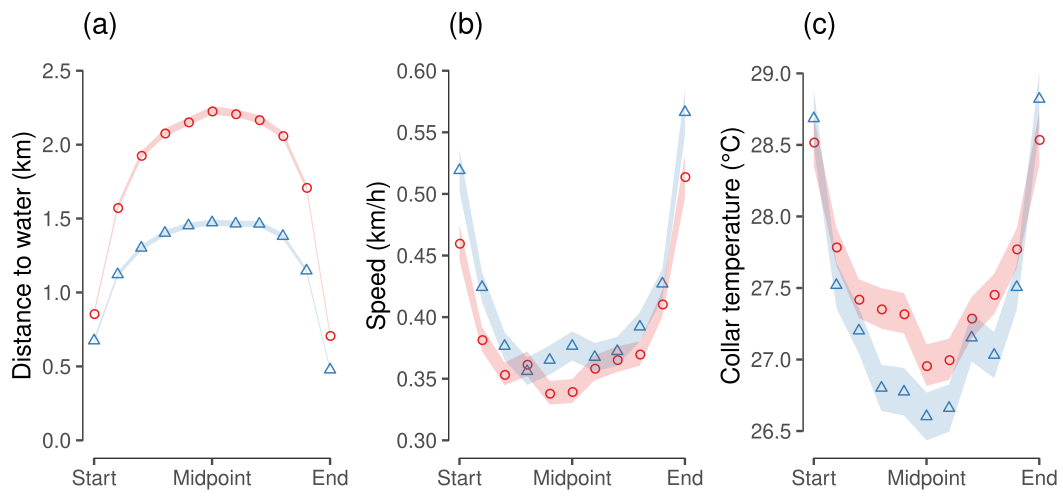 (a)
Distance to water (km)
2.5
2.0
1.5
1.0
0.5
0.0
Start
Midpoint
End
(b)
Speed (km/h)
0.60
0.55
0.50
0.45
0.40
0.35
0.30
Start
Midpoint
End
(c)
Collar temperature (°C)
29.0
28.5
28.0
27.5
27.0
26.5
Start
Midpoint
End